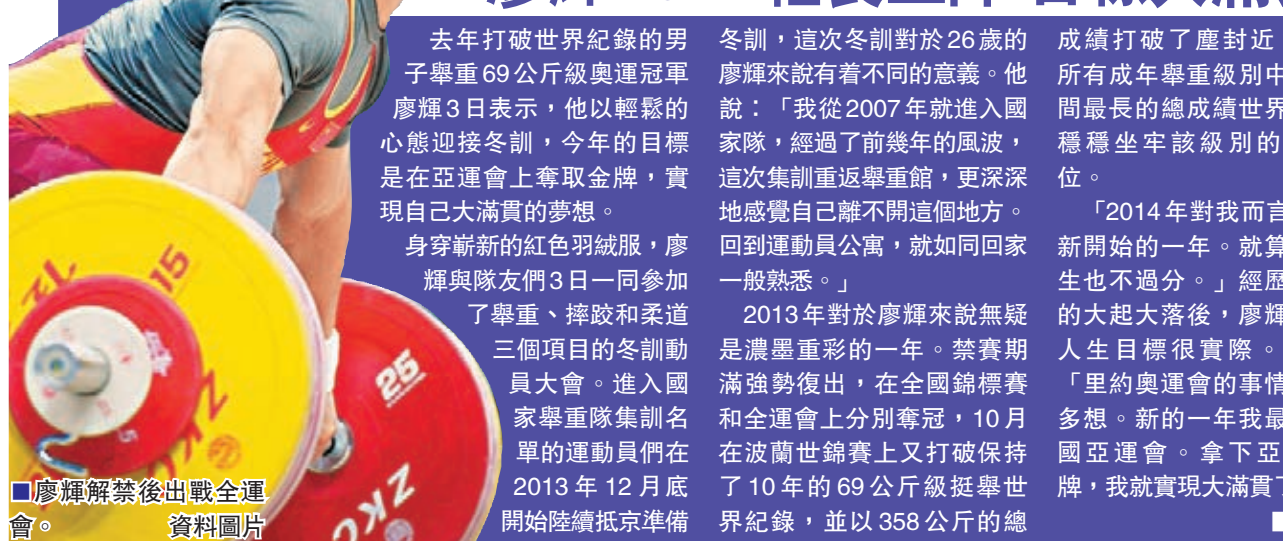 去年打破世界紀錄的男
子舉重69公斤級奧運冠軍
廖輝3日表示，他以輕鬆的
心態迎接冬訓，今年的目標
是在亞運會上奪取金牌，實
現自己大滿貫的夢想。
身穿嶄新的紅色羽絨服，廖
輝與隊友們3日一同參加
了舉重、摔跤和柔道
三個項目的冬訓動
員大會。進入國
家舉重隊集訓名
單的運動員們在
2013年12月底
開始陸續抵京準備
冬訓，這次冬訓對於26歲的
廖輝來說有着不同的意義。他
說：「我從2007年就進入國
家隊，經過了前幾年的風波，
這次集訓重返舉重館，更深深
地感覺自己離不開這個地方。
回到運動員公寓，就如同回家
一般熟悉。」
2013年對於廖輝來說無疑
是濃墨重彩的一年。禁賽期
滿強勢復出，在全國錦標賽
和全運會上分別奪冠，10月
在波蘭世錦賽上又打破保持
了10年的69公斤級挺舉世
界紀錄，並以358公斤的總
成績打破了塵封近
所有成年舉重級別中
間最長的總成績世界
穩穩坐牢該級別的
位。
「2014年對我而言
新開始的一年。就算
生也不過分。」經歷
的大起大落後，廖輝
人生目標很實際。
「里約奧運會的事情
多想。新的一年我最
國亞運會。拿下亞
牌，我就實現大滿貫了
■廖輝解禁後出戰全運
會。 資料圖片
15
25
ZKC